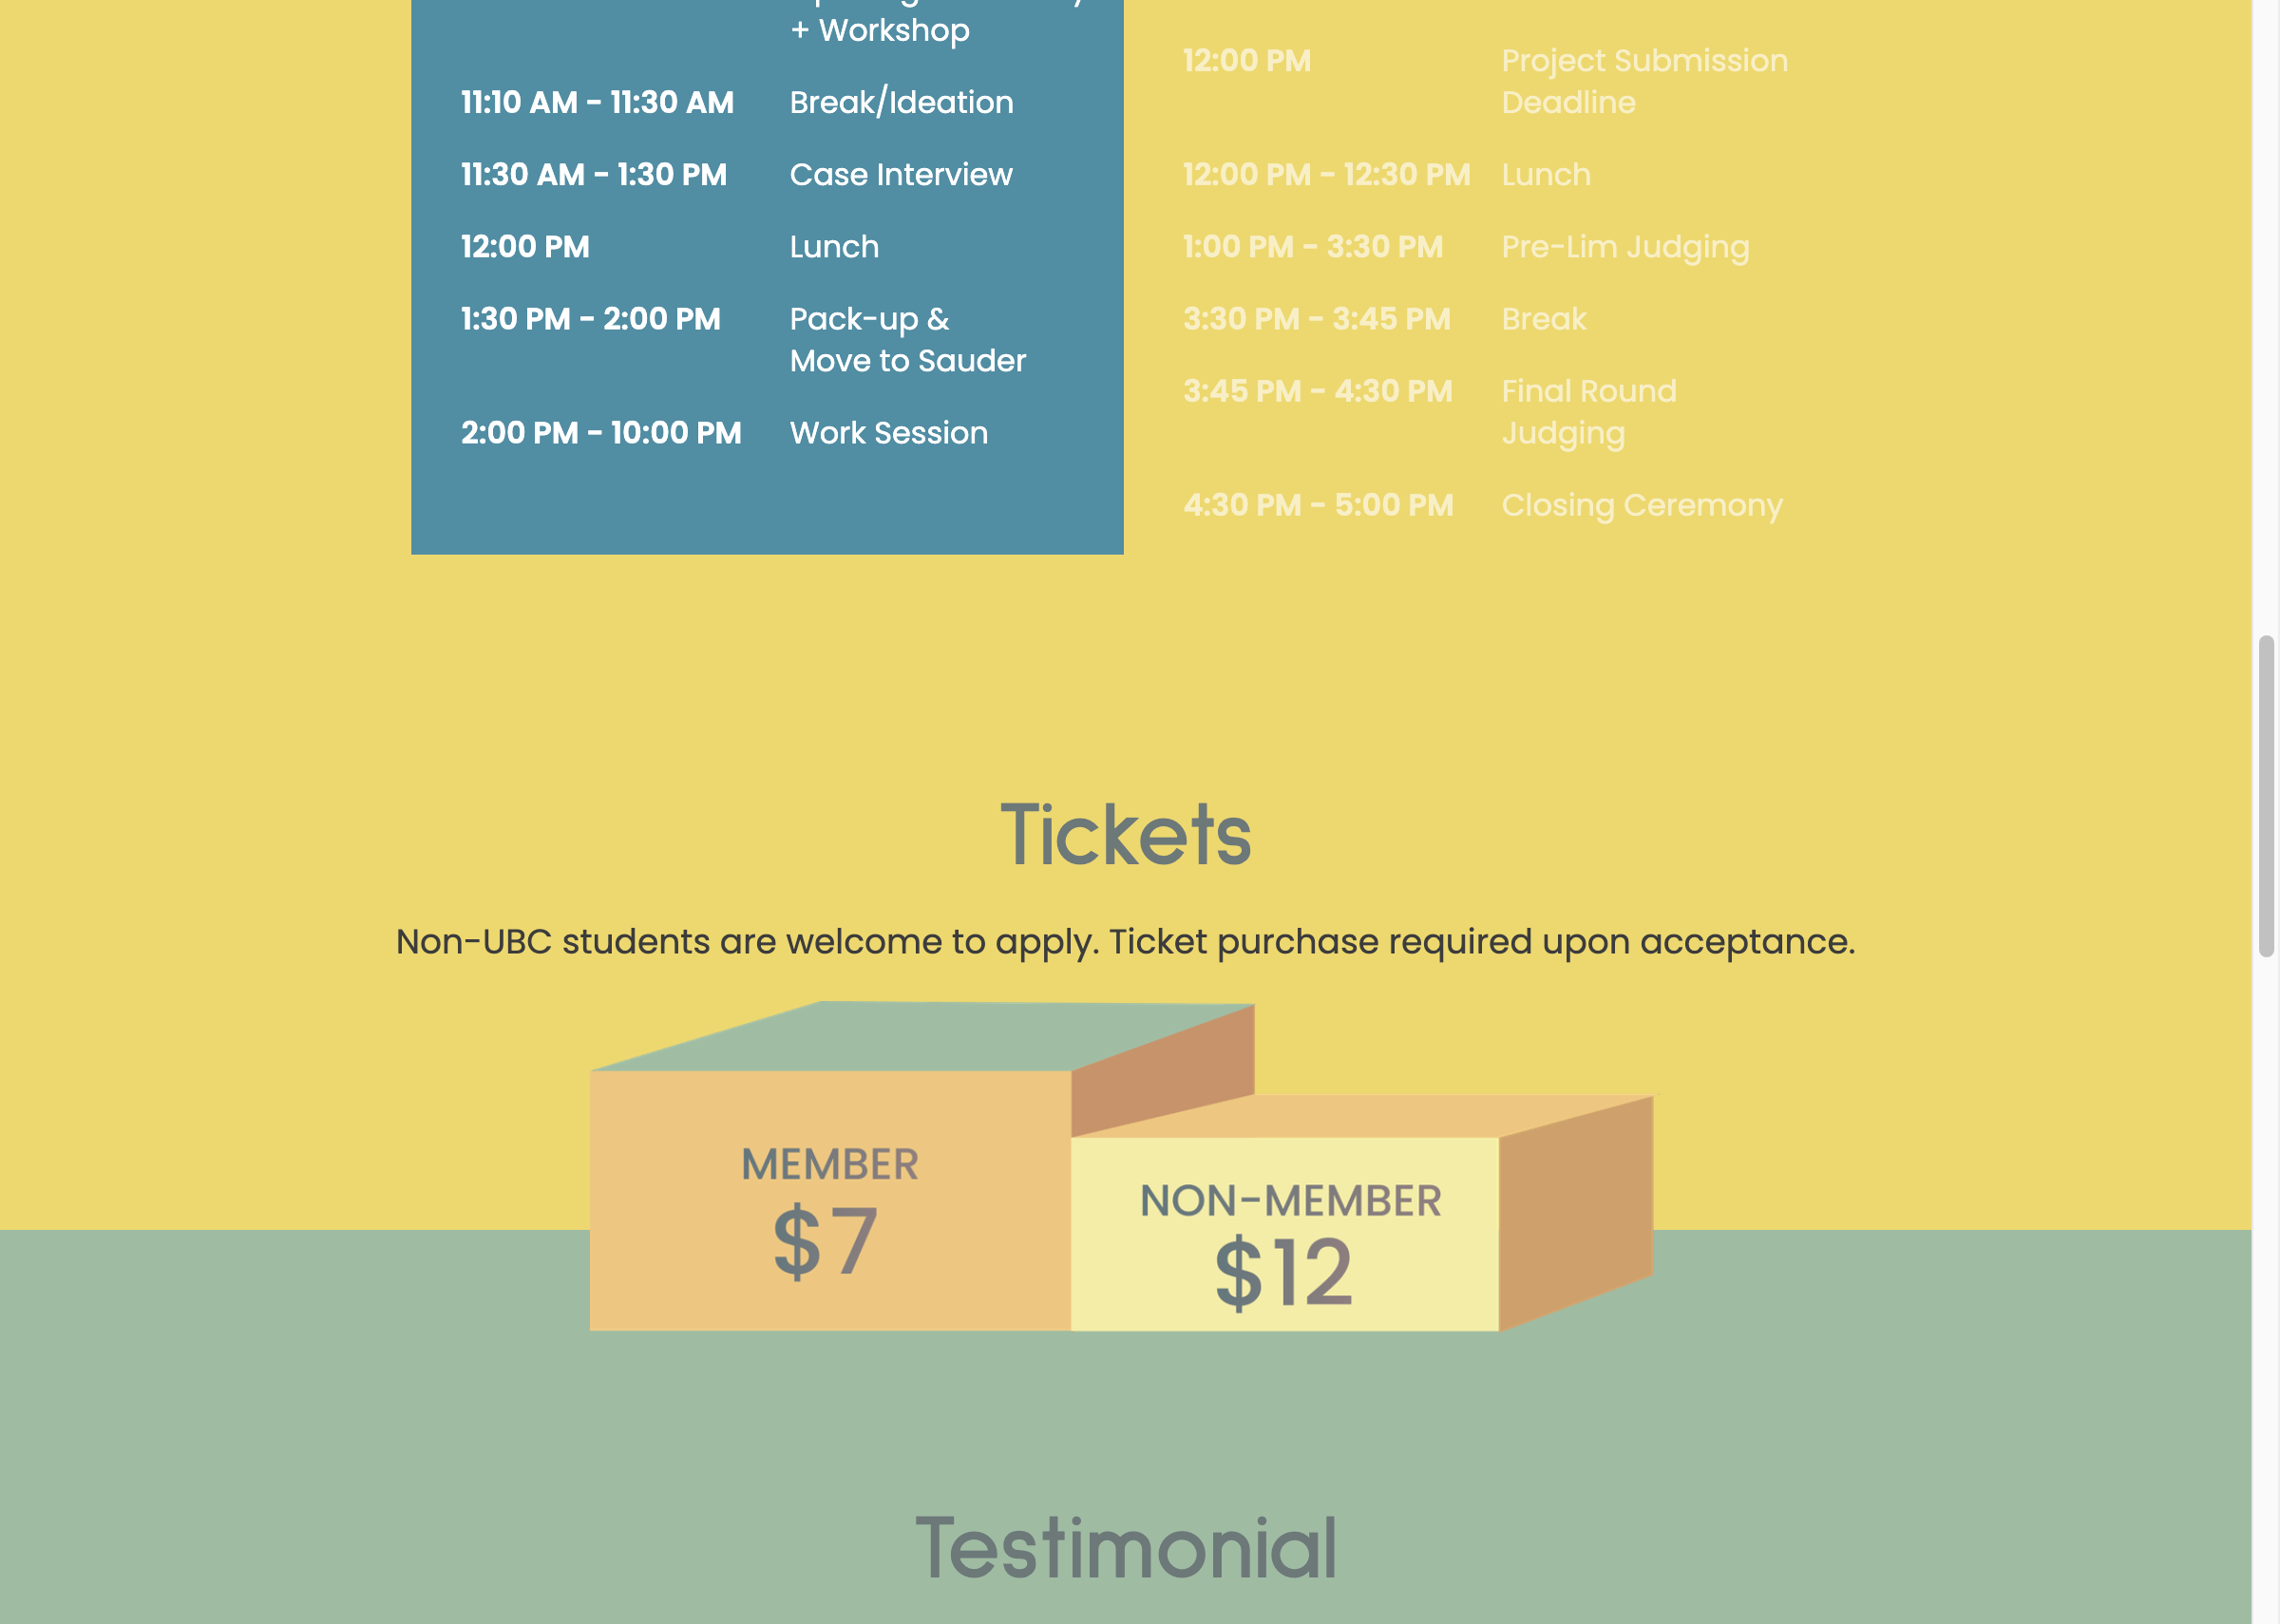 + Workshop
11:10 AM - 11:30 AM Break/Ideation
11:30 AM - 1:30 PM Case Interview
12:00 PM Lunch
1:30 PM - 2:00 PM Pack-up &
Move to Sauder
2:00 PM - 10:00 PM Work Session
12:00 PM Project Submission
Deadline
12:00 PM - 12:30 PM Lunch
1:00 PM - 3:30 PM Pre-Lim Judging
3:30 PM - 3:45 PM Break
3:45 PM - 4:30 PM Final Round
Judging
4:30 PM - 5:00 PM Closing Ceremony
Tickets
Non-UBC students are welcome to apply. Ticket purchase required upon acceptance.
MEMBER
$7
NON-MEMBER
$12
Testimonial